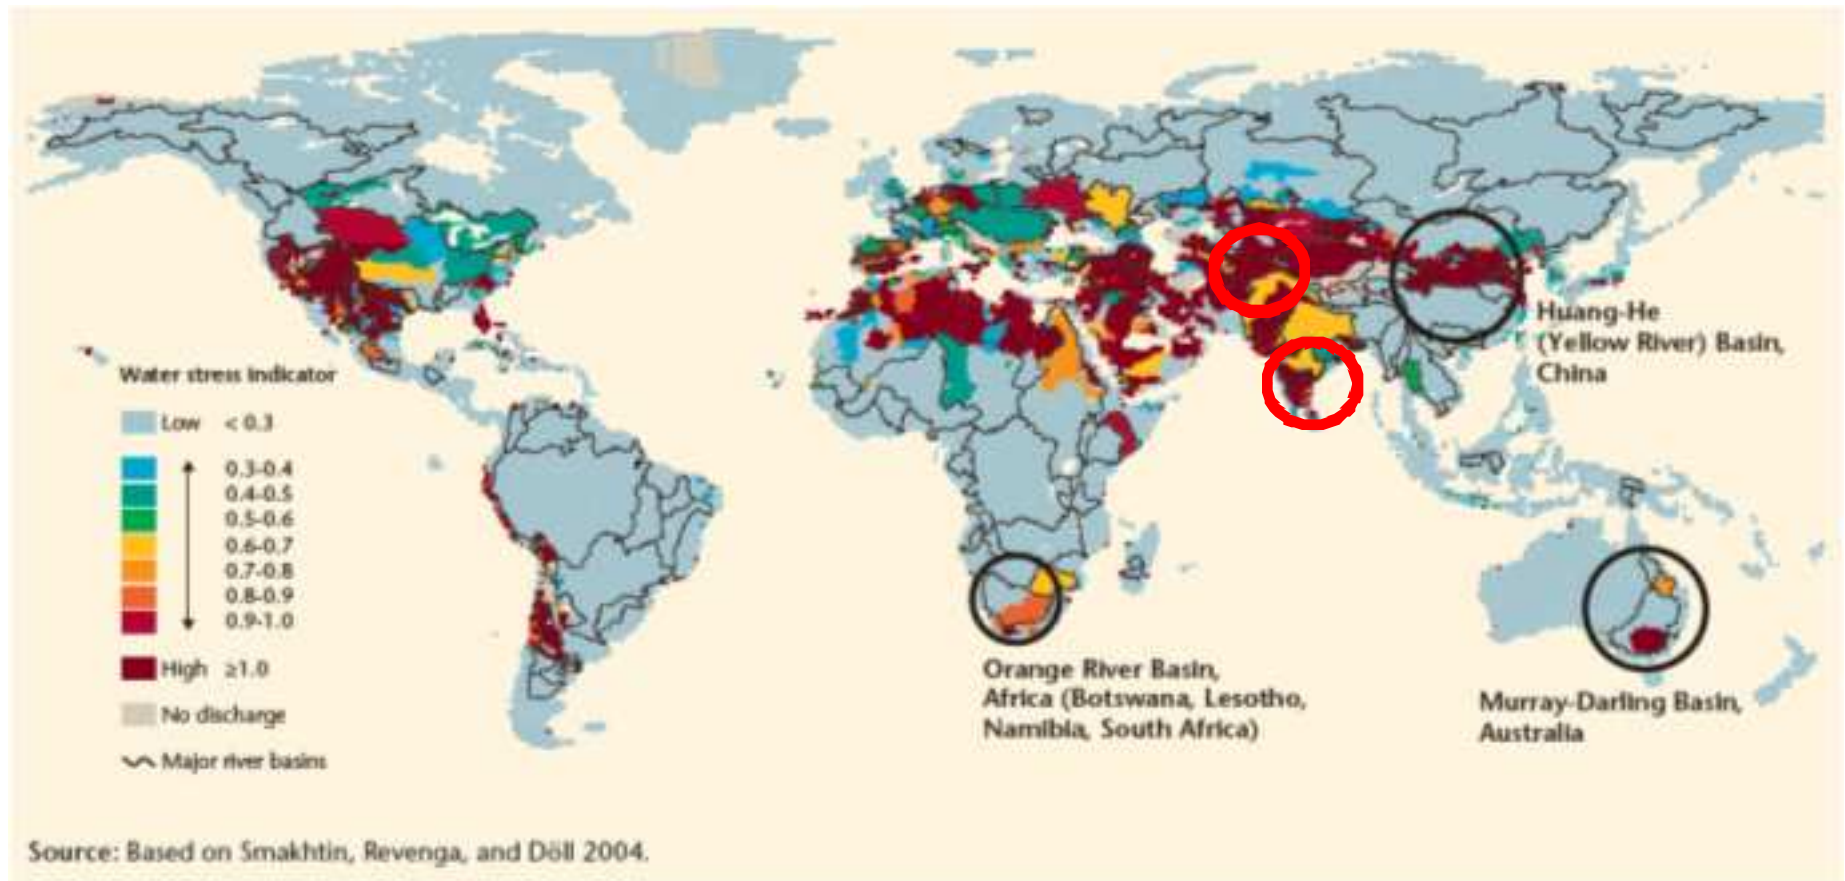 Water stress indicator
Low < 0.3
0.3-0.4
0.4-0.5
0.5-0.6
0.6-0.7
0.7-0.8
0.8-0.9
0.9-1.0
High ≥1.0
No discharge
Major river basins
Huang-He
(Yellow River) Basin,
China
Orange River Basin,
Africa (Botswana, Lesotho,
Namibia, South Africa)
Murray-Darling Basin,
Australia
Source: Based on Smakhtin, Revenga, and Döll 2004.